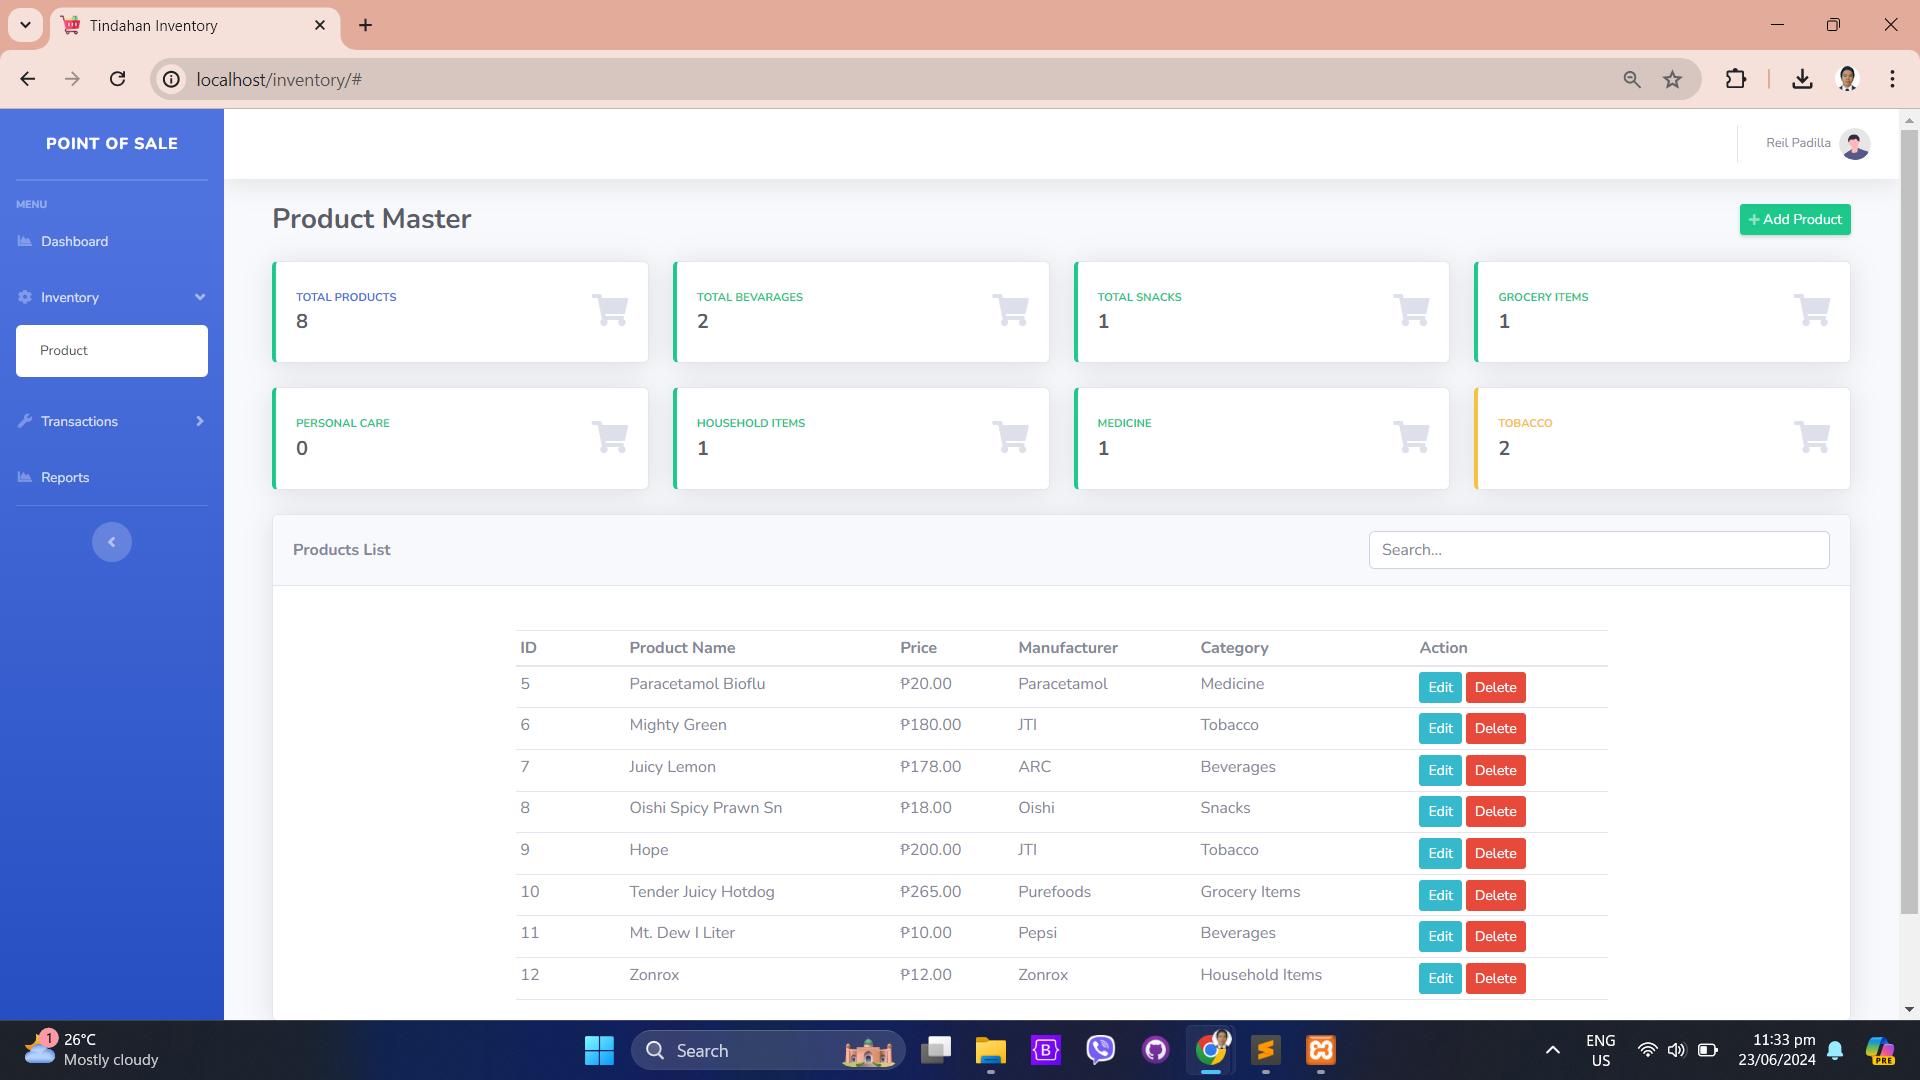 Tindahan Inventory
localhost/inventory/#
POINT OF SALE
Reil Padilla
MENU
Dashboard
Inventory
Product
Transactions
Reports
Product Master
+ Add Product
TOTAL PRODUCTS
8
TOTAL BEVARAGES
2
TOTAL SNACKS
1
GROCERY ITEMS
1
PERSONAL CARE
0
HOUSEHOLD ITEMS
1
MEDICINE
1
TOBACCO
2
Products List
Search...
ID Product Name Price Manufacturer Category Action
5 Paracetamol Bioflu ₱20.00 Paracetamol Medicine Edit Delete
6 Mighty Green ₱180.00 JTI Tobacco Edit Delete
7 Juicy Lemon ₱178.00 ARC Beverages Edit Delete
8 Oishi Spicy Prawn Sn ₱18.00 Oishi Snacks Edit Delete
9 Hope ₱200.00 JTI Tobacco Edit Delete
10 Tender Juicy Hotdog ₱265.00 Purefoods Grocery Items Edit Delete
11 Mt. Dew I Liter ₱10.00 Pepsi Beverages Edit Delete
12 Zonrox ₱12.00 Zonrox Household Items Edit Delete
1
26°C
Mostly cloudy
Search
B
ENG
US
11:33 pm
23/06/2024
PRE